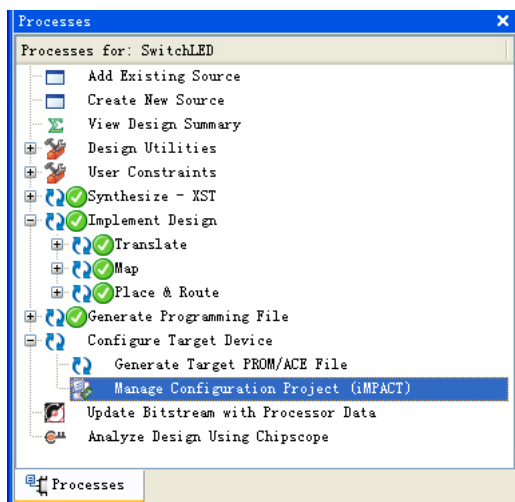 Processes
Processes for: SwitchLED
Add Existing Source
Create New Source
View Design Summary
Design Utilities
User Constraints
Synthesize - XST
Implement Design
Translate
Map
Place & Route
Generate Programming File
Configure Target Device
Generate Target PROM/ACE File
Manage Configuration Project (iMPACT)
Update Bitstream with Processor Data
Analyze Design Using Chipscope
Processes